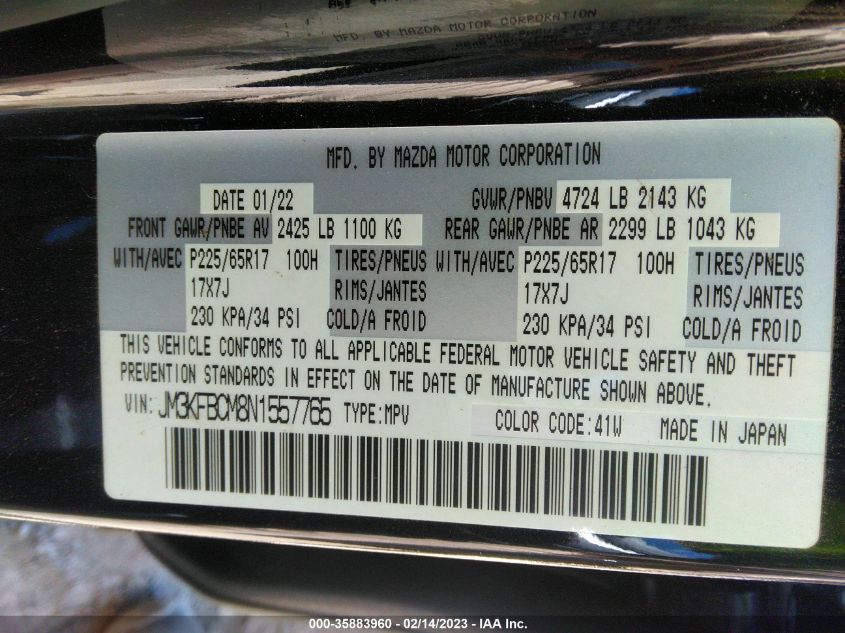 MFD. BY MAZDA MOTOR CORPORATION
MFD. BY MAZDA MOTOR CORPORATION
DATE 01/22 GVWR/PNBV 4724 LB 2143 KG
FRONT GAWR/PNBE AV 2425 LB 1100 KG REAR GAWR/PNBE AR 2299 LB 1043 KG
WITH/AVEC P225/65R17 100H TIRES/PNEUS WITH/AVEC P225/65R17 100H TIRES/PNEUS
17X7J RIMS/JANTES 17X7J RIMS/JANTES
230 KPA/34 PSI COLD/A FROID 230 KPA/34 PSI COLD/A FROID
THIS VEHICLE CONFORMS TO ALL APPLICABLE FEDERAL MOTOR VEHICLE SAFETY AND THEFT
PREVENTION STANDARDS IN EFFECT ON THE DATE OF MANUFACTURE SHOWN ABOVE.
VIN: JM3KFBCM8N1557765 TYPE:MPV COLOR CODE:41W MADE IN JAPAN
000-35883960 - 02/14/2023 - IAA Inc.